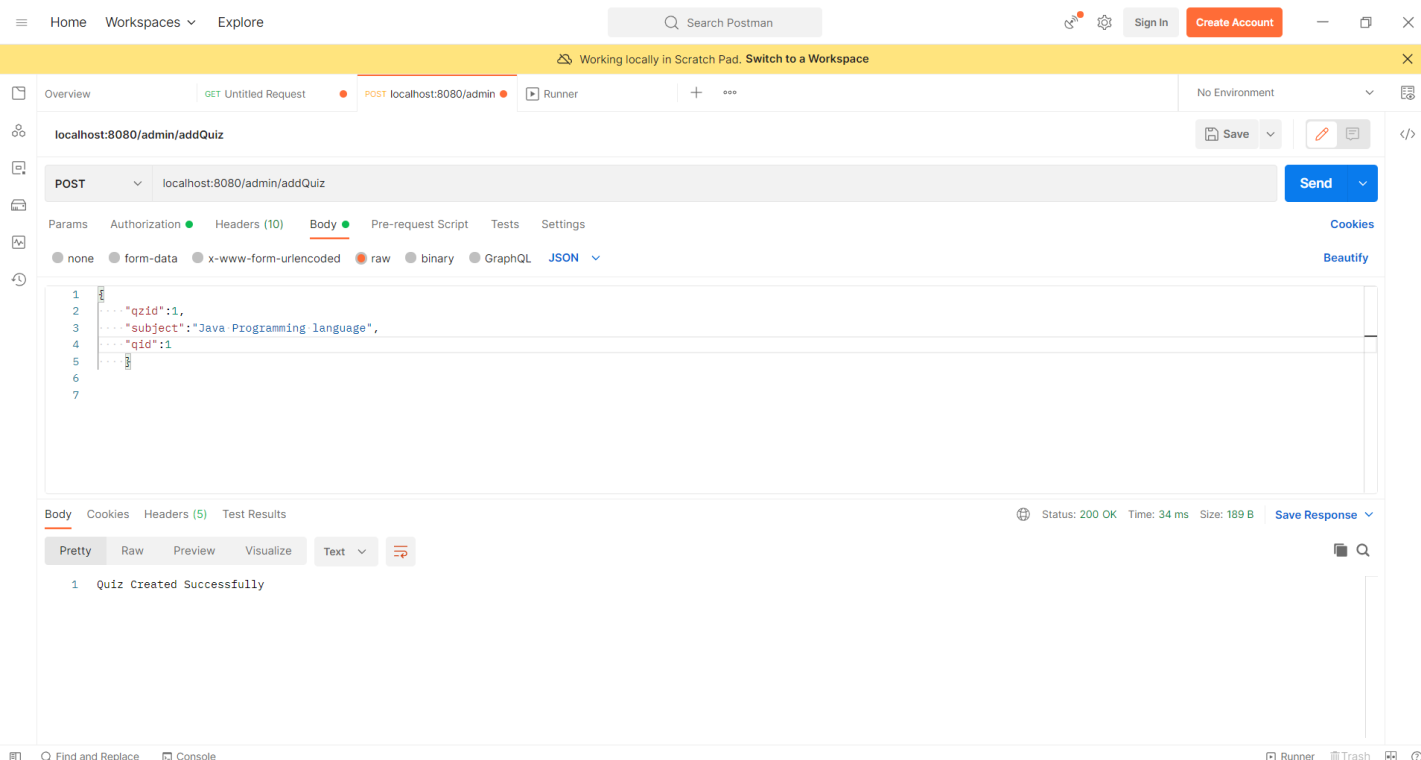 Home Workspaces Explore Search Postman Sign In Create Account
Working locally in Scratch Pad. Switch to a Workspace
Overview GET Untitled Request POST localhost:8080/admin Runner No Environment
localhost:8080/admin/addQuiz Save
POST localhost:8080/admin/addQuiz Send
Params Authorization Headers (10) Body Pre-request Script Tests Settings Cookies
none form-data x-www-form-urlencoded raw binary GraphQL JSON Beautify
1 {
2 "qzid":1,
3 "subject":"Java Programming language",
4 "qid":1
5 }
6
7
Body Cookies Headers (5) Test Results Status: 200 OK Time: 34 ms Size: 189 B Save Response
Pretty Raw Preview Visualize Text
1 Quiz Created Successfully
Find and Replace Console Runner Trash